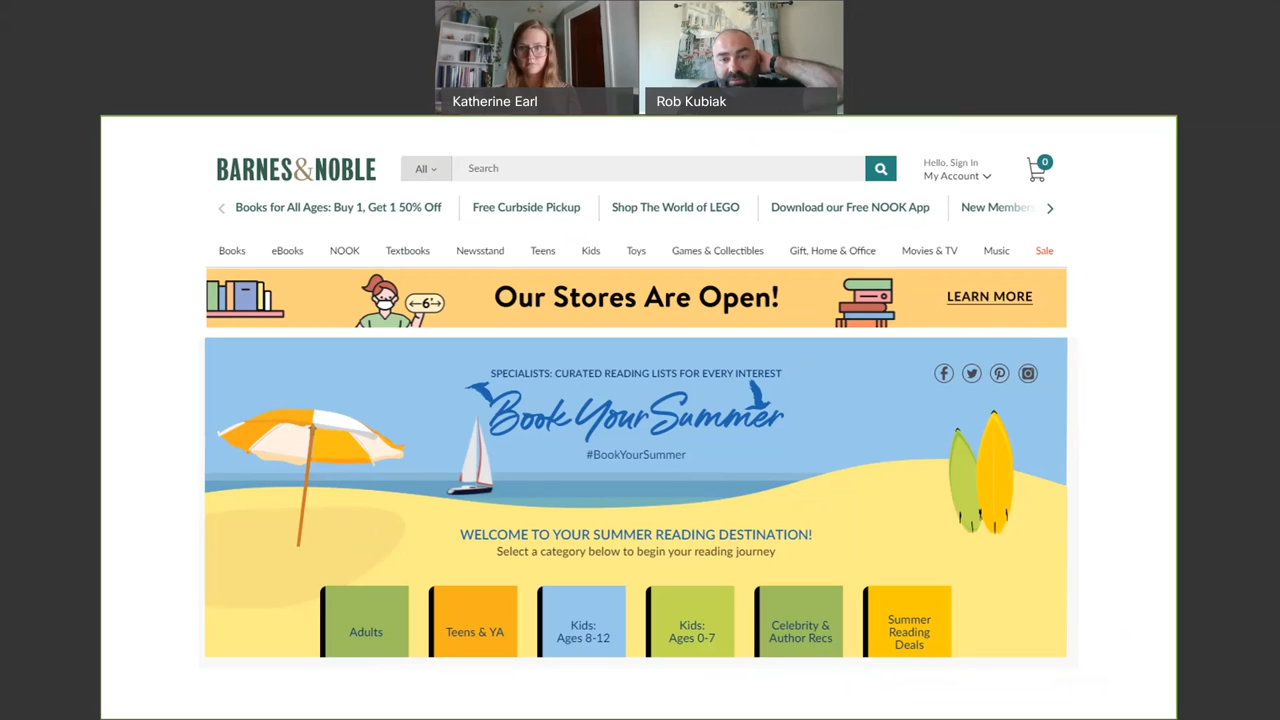 Katherine Earl
Rob Kubiak
BARNES&NOBLE
All
Search
Hello, Sign In
My Account
0
Books for All Ages: Buy 1, Get 1 50% Off
Free Curbside Pickup
Shop The World of LEGO
Download our Free NOOK App
New Member
Books
eBooks
NOOK
Textbooks
Newsstand
Teens
Kids
Toys
Games & Collectibles
Gift, Home & Office
Movies & TV
Music
Sale
6'
Our Stores Are Open!
LEARN MORE
SPECIALISTS: CURATED READING LISTS FOR EVERY INTEREST
Book Your Summer
#BookYourSummer
WELCOME TO YOUR SUMMER READING DESTINATION!
Select a category below to begin your reading journey
Adults
Teens & YA
Kids:
Ages 8-12
Kids:
Ages 0-7
Celebrity &
Author Recs
Summer
Reading
Deals